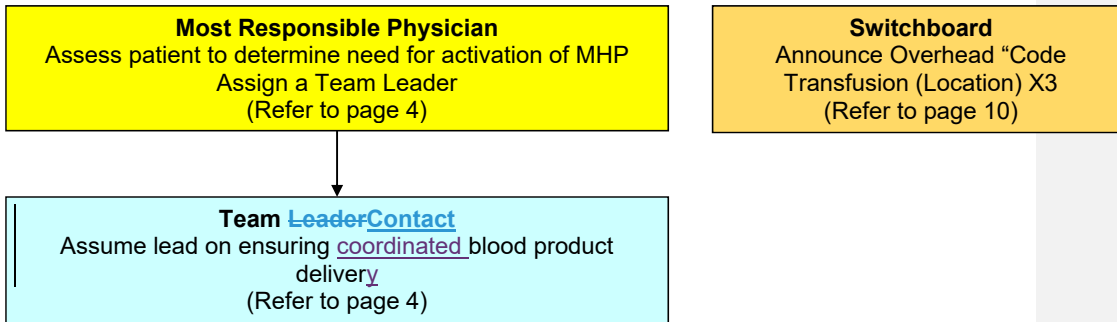 Most Responsible Physician
Assess patient to determine need for activation of MHP
Assign a Team Leader
(Refer to page 4)
Switchboard
Announce Overhead “Code
Transfusion (Location) X3
(Refer to page 10)
Team LeaderContact
Assume lead on ensuring coordinated blood product
delivery
(Refer to page 4)